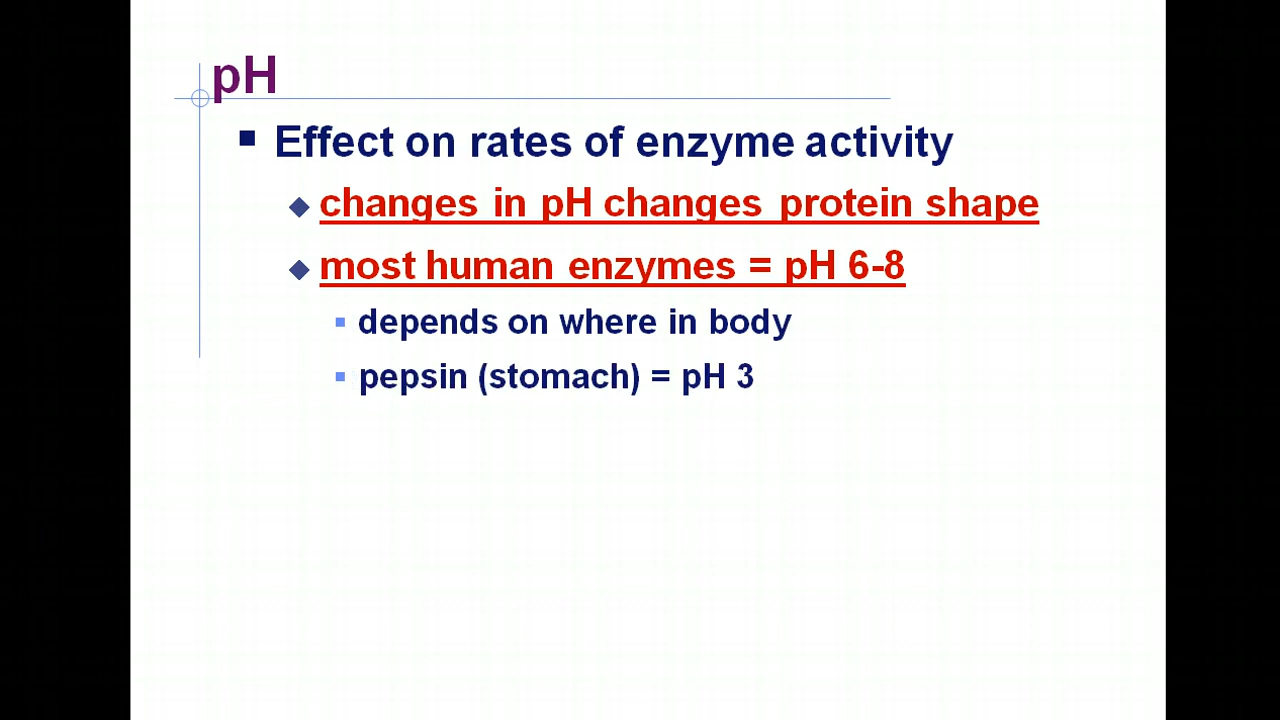 pH
Effect on rates of enzyme activity
changes in pH changes protein shape
most human enzymes = pH 6-8
depends on where in body
pepsin (stomach) = pH 3